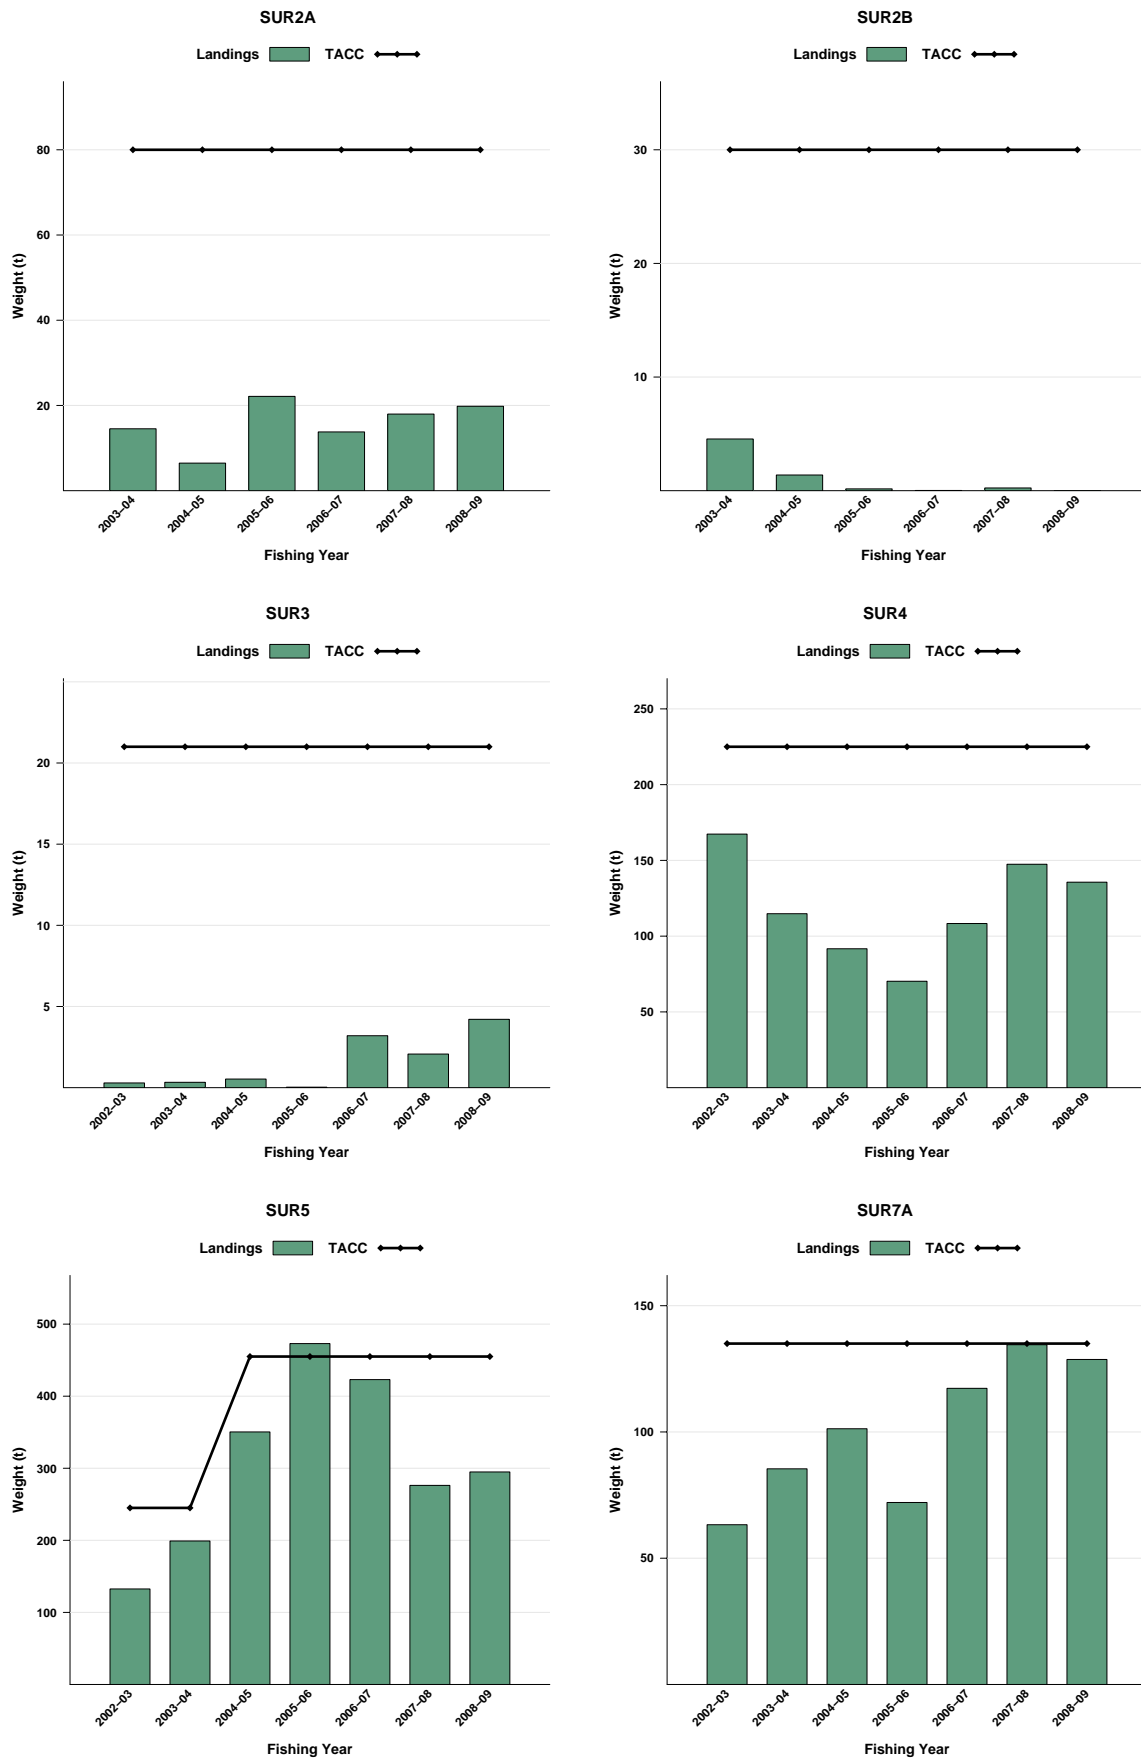 SUR2A
Landings TACC
80
60
40
20
Weight (t)
2003–04 2004–05 2005–06 2006–07 2007–08 2008–09
Fishing Year
SUR2B
Landings TACC
30
20
10
Weight (t)
2003–04 2004–05 2005–06 2006–07 2007–08 2008–09
Fishing Year
SUR3
Landings TACC
20
15
10
5
Weight (t)
2002–03 2003–04 2004–05 2005–06 2006–07 2007–08 2008–09
Fishing Year
SUR4
Landings TACC
250
200
150
100
50
Weight (t)
2002–03 2003–04 2004–05 2005–06 2006–07 2007–08 2008–09
Fishing Year
SUR5
Landings TACC
500
400
300
200
100
Weight (t)
2002–03 2003–04 2004–05 2005–06 2006–07 2007–08 2008–09
Fishing Year
SUR7A
Landings TACC
150
100
50
Weight (t)
2002–03 2003–04 2004–05 2005–06 2006–07 2007–08 2008–09
Fishing Year